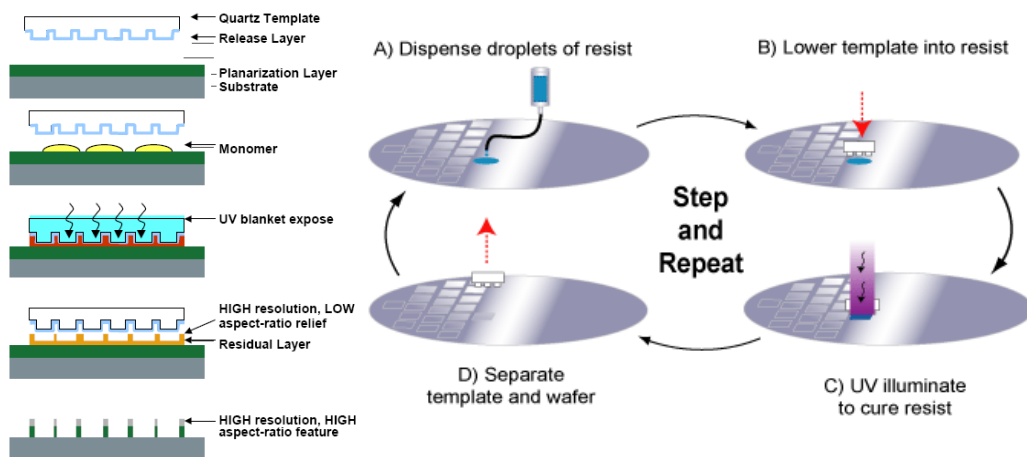 Quartz Template
Release Layer
Planarization Layer
Substrate
Monomer
UV blanket expose
HIGH resolution, LOW
aspect-ratio relief
Residual Layer
HIGH resolution, HIGH
aspect-ratio feature
A) Dispense droplets of resist
B) Lower template into resist
Step
and
Repeat
D) Separate
template and wafer
C) UV illuminate
to cure resist